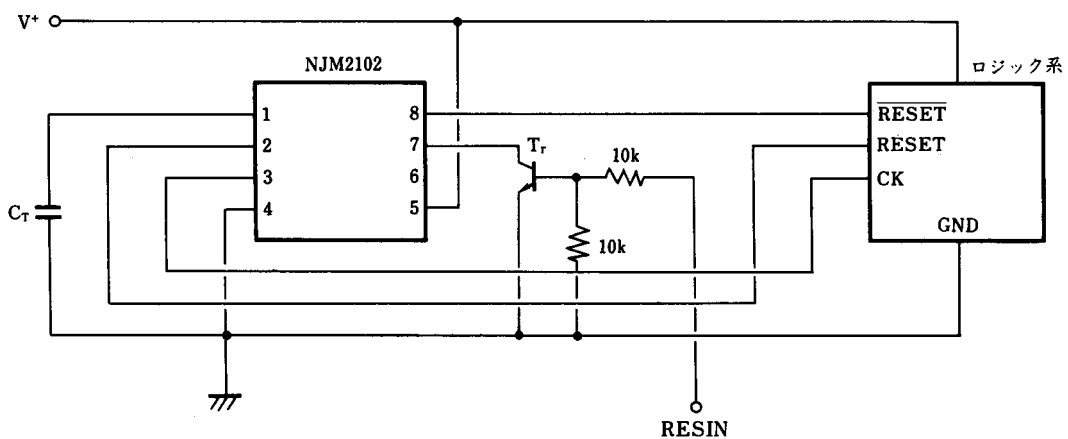 V⁺
NJM2102
ロジック系
1
2
3
4
8
7
6
5
Tr
10k
10k
CT
RESET
RESET
CK
GND
RESIN